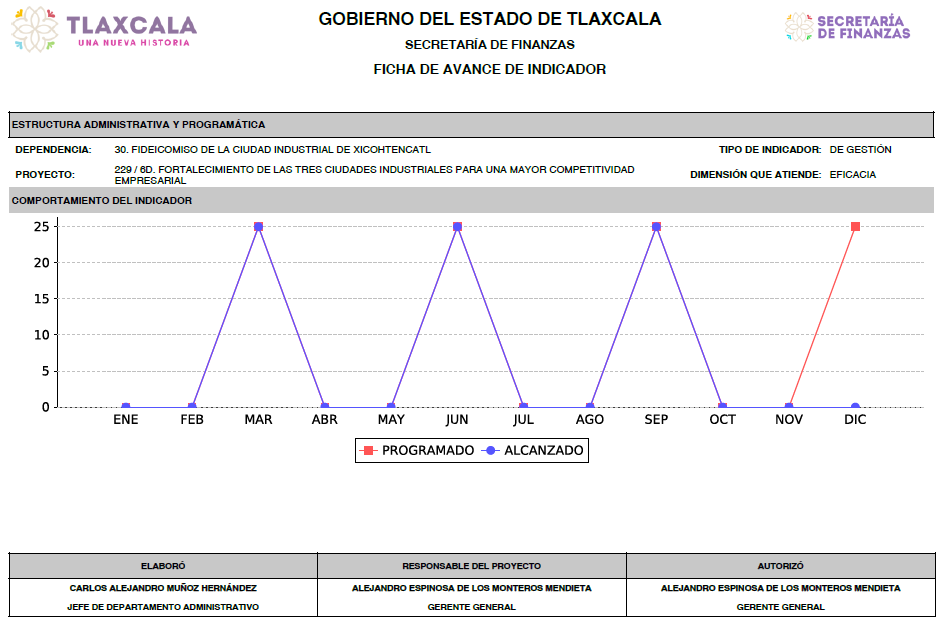 TLAXCALA
UNA NUEVA HISTORIA
GOBIERNO DEL ESTADO DE TLAXCALA
SECRETARÍA DE FINANZAS
FICHA DE AVANCE DE INDICADOR
SECRETARÍA
DE FINANZAS
ESTRUCTURA ADMINISTRATIVA Y PROGRAMÁTICA
DEPENDENCIA: 30. FIDEICOMISO DE LA CIUDAD INDUSTRIAL DE XICOHTENCATL TIPO DE INDICADOR: DE GESTIÓN
PROYECTO: 229 / 6D. FORTALECIMIENTO DE LAS TRES CIUDADES INDUSTRIALES PARA UNA MAYOR COMPETITIVIDAD
EMPRESARIAL
DIMENSIÓN QUE ATIENDE: EFICACIA
COMPORTAMIENTO DEL INDICADOR
25
20
15
10
5
0
ENE FEB MAR ABR MAY JUN JUL AGO SEP OCT NOV DIC
PROGRAMADO ALCANZADO
ELABORÓ RESPONSABLE DEL PROYECTO AUTORIZÓ
CARLOS ALEJANDRO MUÑOZ HERNÁNDEZ ALEJANDRO ESPINOSA DE LOS MONTEROS MENDIETA ALEJANDRO ESPINOSA DE LOS MONTEROS MENDIETA
JEFE DE DEPARTAMENTO ADMINISTRATIVO GERENTE GENERAL GERENTE GENERAL